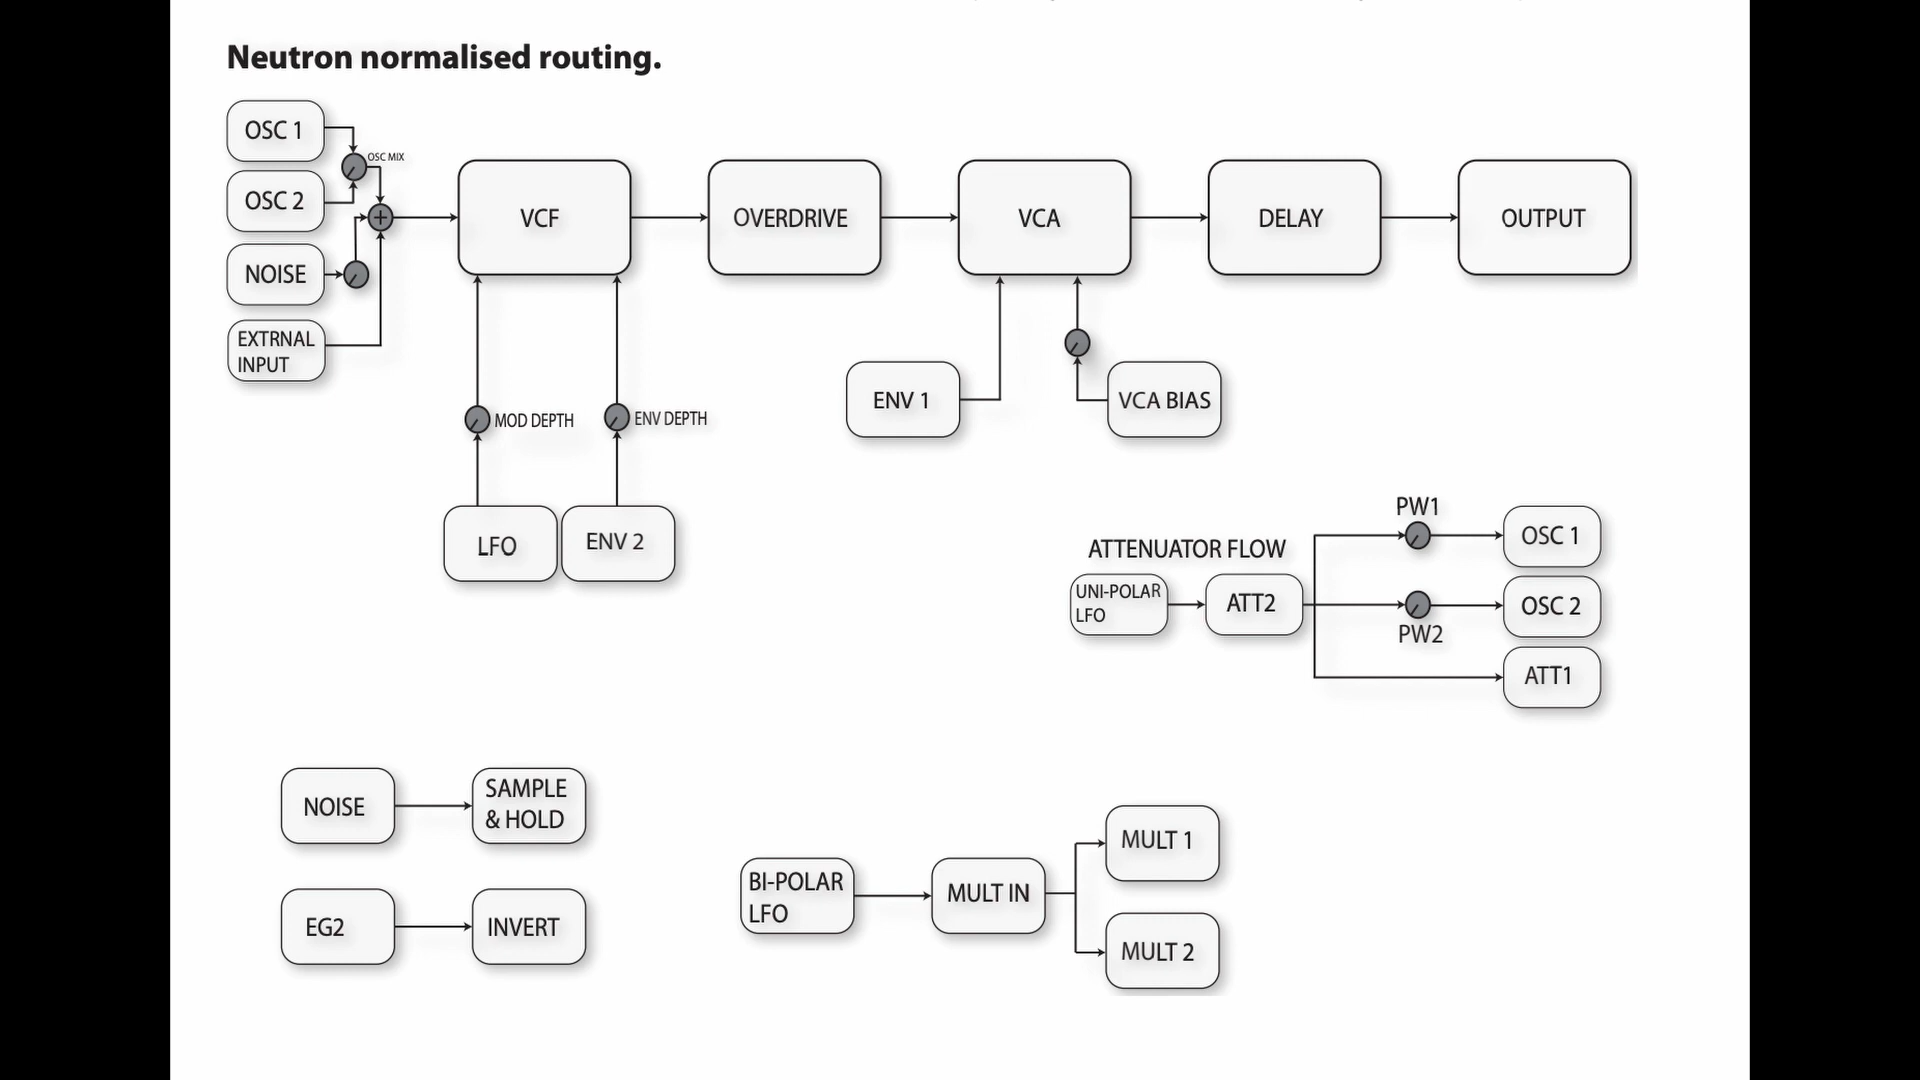 Neutron normalised routing.
OSC 1
OSC MIX
OSC 2
NOISE
EXTRNAL
INPUT
VCF
OVERDRIVE
VCA
DELAY
OUTPUT
MOD DEPTH
ENV DEPTH
LFO
ENV 2
ENV 1
VCA BIAS
ATTENUATOR FLOW
UNI-POLAR
LFO
ATT2
PW1
OSC 1
OSC 2
PW2
ATT1
NOISE
SAMPLE
& HOLD
EG2
INVERT
BI-POLAR
LFO
MULT IN
MULT 1
MULT 2